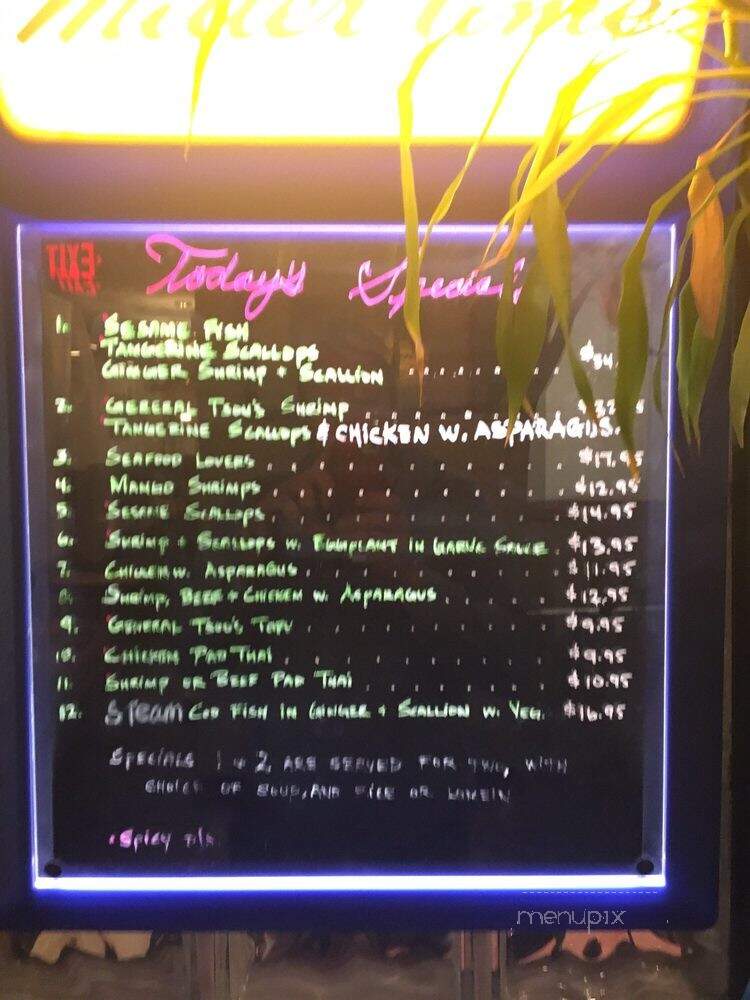 Miller time
EXIT
Today's Special
1. SESAME FISH
TANGERINE SCALLOPS
GINGER SHRIMP + SCALLION ........
2. GENERAL TSOU'S SHRIMP ........
TANGERINE SCALLOPS & CHICKEN W. ASPARAGUS.
3. SEAFOOD LOVERS ........ $17.95
4. MANGO SHRIMPS ........ $12.95
5. SESAME SCALLOPS ........ $14.95
6. SHRIMP + SCALLOPS W. EGGPLANT IN GARLIC SAUCE . $13.95
7. CHICKEN W. ASPARAGUS ........ $11.95
8. SHRIMP, BEEF + CHICKEN W. ASPARAGUS ..... $12.95
9. GENERAL TSOU'S TOFU ........ $9.95
10. CHICKEN PAD THAI ........ $9.95
11. SHRIMP OR BEEF PAD THAI ....... $10.95
12. STEAM COD FISH IN GINGER + SCALLION W. VEG. $16.95
SPECIALS 1 + 2 ARE SERVED FOR TWO, WITH
CHOICE OF SOUP, AND RICE OR LOMEIN
Spicy
menupix